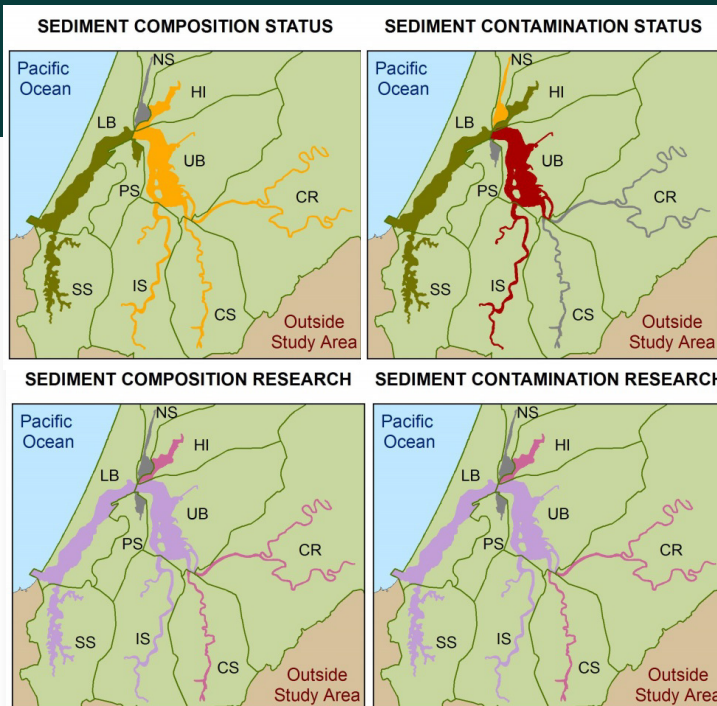 SEDIMENT COMPOSITION STATUS
Pacific
Ocean
NS
HI
LB
UB
PS
CR
IS
SS
CS
Outside
Study Area
SEDIMENT CONTAMINATION STATUS
Pacific
Ocean
NS
HI
LB
UB
PS
CR
IS
SS
CS
Outside
Study Area
SEDIMENT COMPOSITION RESEARCH
Pacific
Ocean
NS
HI
LB
UB
PS
CR
IS
SS
CS
Outside
Study Area
SEDIMENT CONTAMINATION RESEARCH
Pacific
Ocean
NS
HI
LB
UB
PS
CR
IS
SS
CS
Outside
Study Area